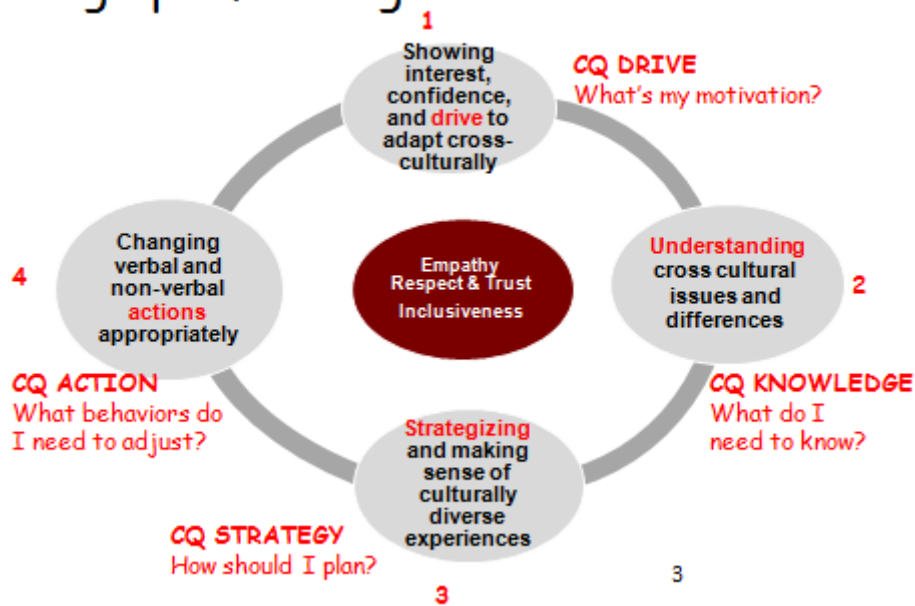 1
Showing
interest,
confidence,
and drive to
adapt cross-
culturally
CQ DRIVE
What's my motivation?
Understanding
cross cultural
issues and
differences
2
CQ KNOWLEDGE
What do I
need to know?
Empathy
Respect & Trust
Inclusiveness
Strategizing
and making
sense of
culturally
diverse
experiences
CQ STRATEGY
How should I plan?
3
3
Changing
verbal and
non-verbal
actions
appropriately
4
CQ ACTION
What behaviors do
I need to adjust?